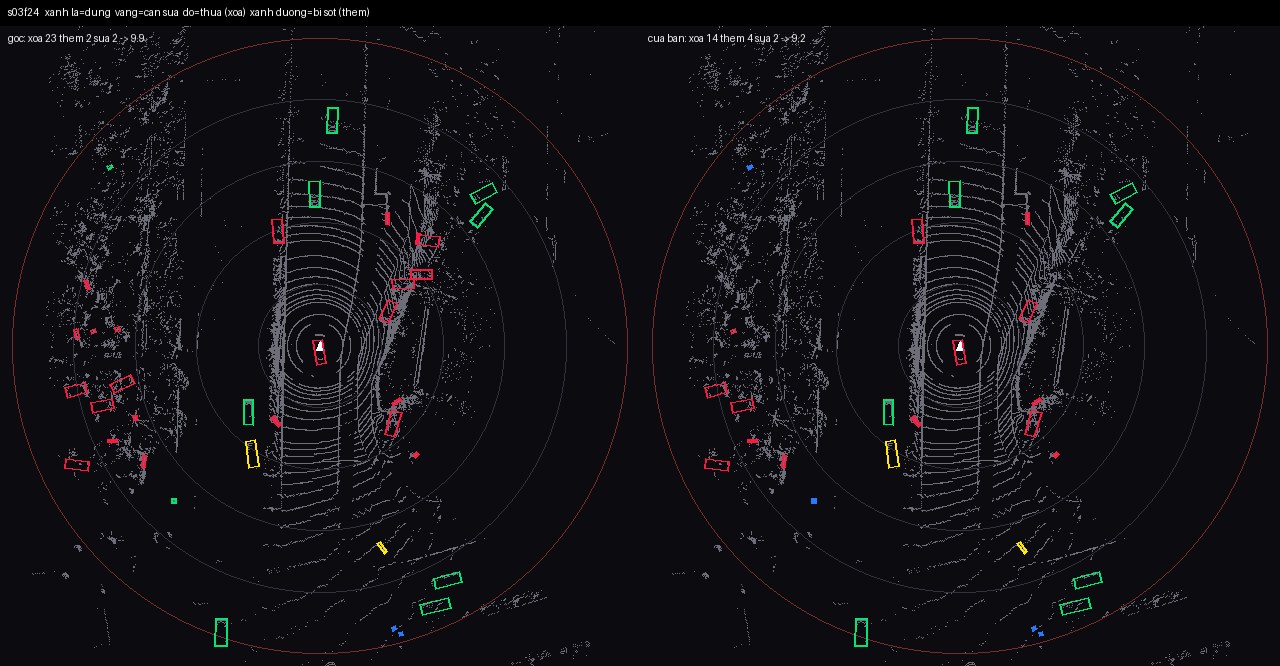 s03f24 xanh la=dung vang=can sua do=thua (xoa) xanh duong=bi sot (them)
goc: xoa 23 them 2 sua 2 -> 9.9
cua ban: xoa 14 them 4 sua 2 -> 9.2